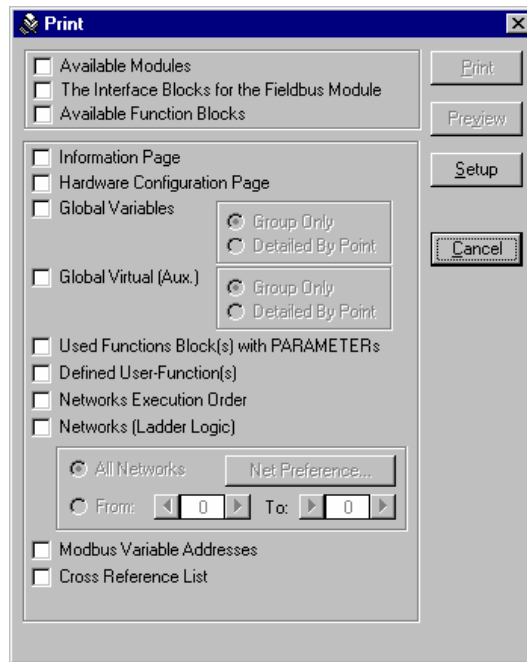 Print
Available Modules
The Interface Blocks for the Fieldbus Module
Available Function Blocks
Print
Preview
Setup
Cancel
Information Page
Hardware Configuration Page
Global Variables
Group Only
Detailed By Point
Global Virtual (Aux.)
Group Only
Detailed By Point
Used Functions Block(s) with PARAMETERs
Defined User-Function(s)
Networks Execution Order
Networks (Ladder Logic)
All Networks Net Preference...
From: 0 To: 0
Modbus Variable Addresses
Cross Reference List